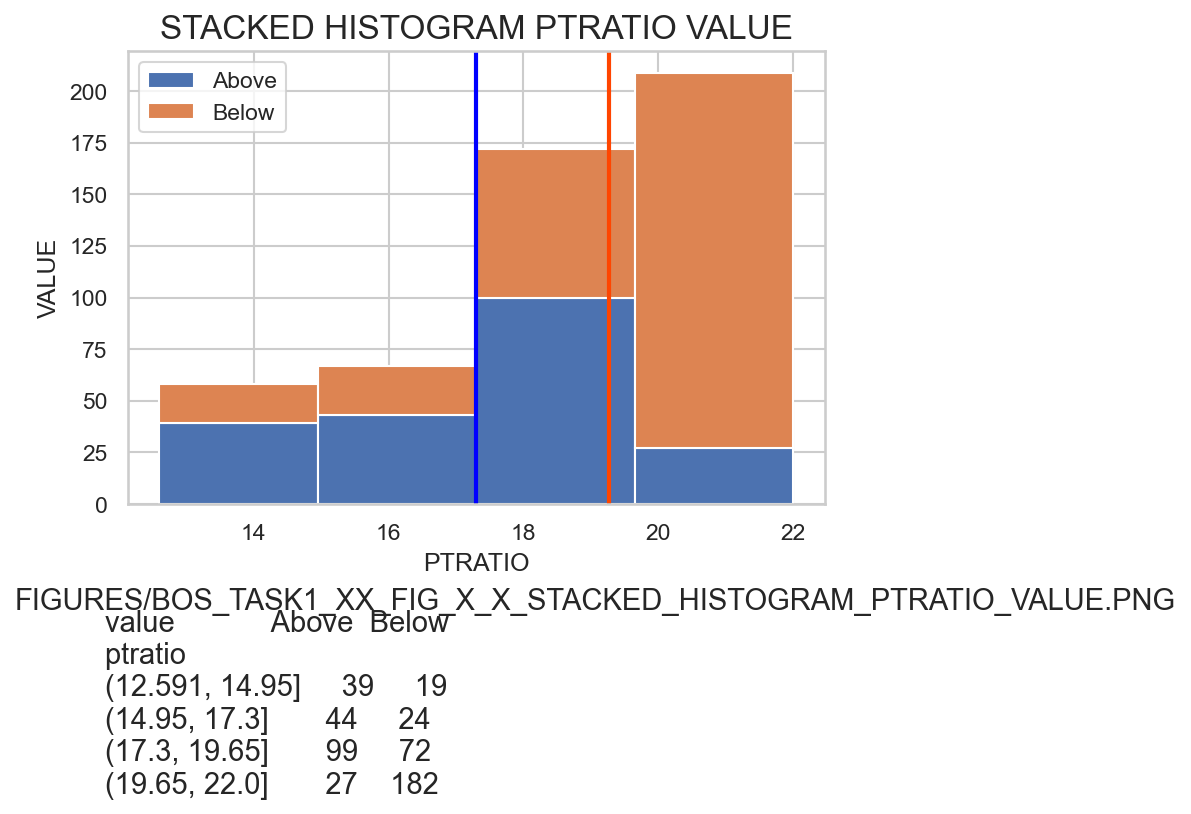 STACKED HISTOGRAM PTRATIO VALUE
Above
Below
200
175
150
125
100
75
50
25
0
VALUE
14 16 18 20 22
PTRATIO
FIGURES/BOS_TASK1_XX_FIG_X_X_STACKED_HISTOGRAM_PTRATIO_VALUE.PNG
value Above Below
ptratio
(12.591, 14.95] 39 19
(14.95, 17.3] 44 24
(17.3, 19.65] 99 72
(19.65, 22.0] 27 182